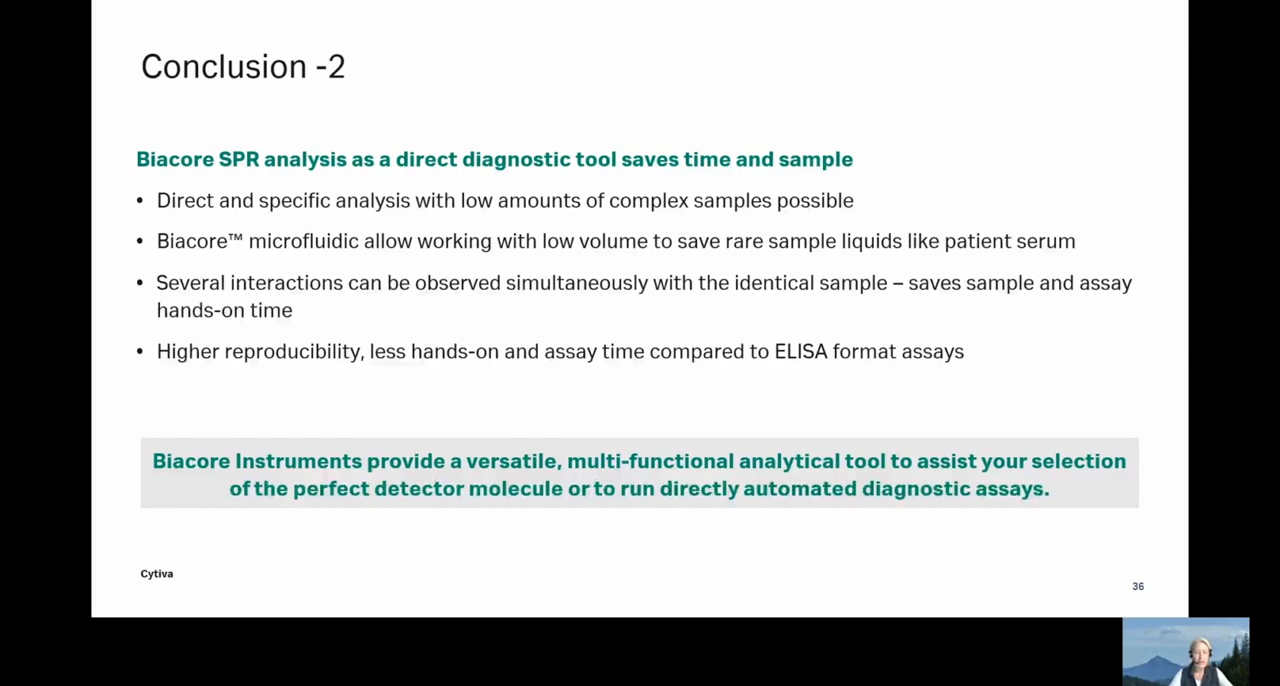 Conclusion -2
Biacore SPR analysis as a direct diagnostic tool saves time and sample
• Direct and specific analysis with low amounts of complex samples possible
• Biacore™ microfluidic allow working with low volume to save rare sample liquids like patient serum
• Several interactions can be observed simultaneously with the identical sample – saves sample and assay
hands-on time
• Higher reproducibility, less hands-on and assay time compared to ELISA format assays
Biacore Instruments provide a versatile, multi-functional analytical tool to assist your selection
of the perfect detector molecule or to run directly automated diagnostic assays.
Cytiva
36